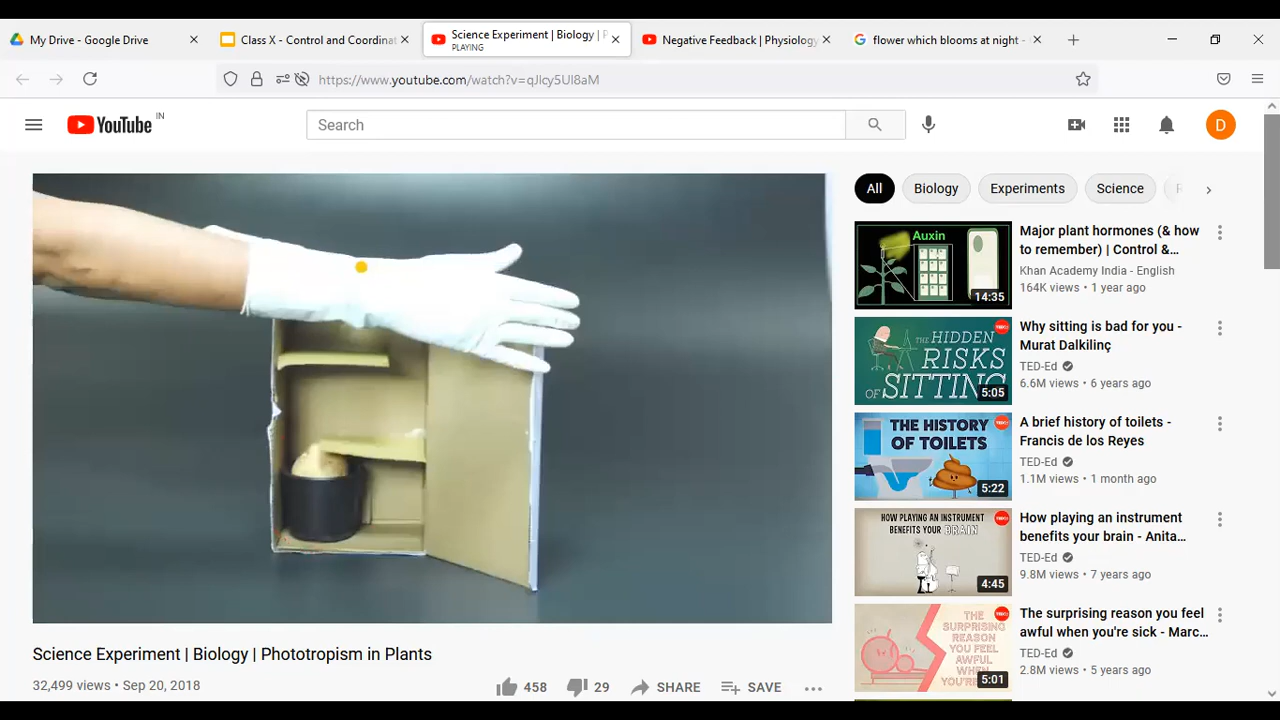 My Drive - Google Drive
Class X - Control and Coordinat
Science Experiment | Biology | P
PLAYING
Negative Feedback | Physiology
flower which blooms at night -
https://www.youtube.com/watch?v=qJlcy5Ul8aM
YouTube IN
Search
D
All
Biology
Experiments
Science
Auxin
14:35
Major plant hormones (& how
to remember) | Control &...
Khan Academy India - English
164K views • 1 year ago
THE HIDDEN
RISKS
OF SITTING
5:05
Why sitting is bad for you -
Murat Dalkilinç
TED-Ed
6.6M views • 6 years ago
THE HISTORY
OF TOILETS
5:22
A brief history of toilets -
Francis de los Reyes
TED-Ed
1.1M views • 1 month ago
HOW PLAYING AN INSTRUMENT
BENEFITS YOUR BRAIN
4:45
How playing an instrument
benefits your brain - Anita...
TED-Ed
9.8M views • 7 years ago
THE
SURPRISING
REASON YOU
FEEL
AWFUL
WHEN
YOU'RE
5:01
The surprising reason you feel
awful when you're sick - Marc...
TED-Ed
2.8M views • 5 years ago
Science Experiment | Biology | Phototropism in Plants
32,499 views • Sep 20, 2018
458
29
SHARE
SAVE